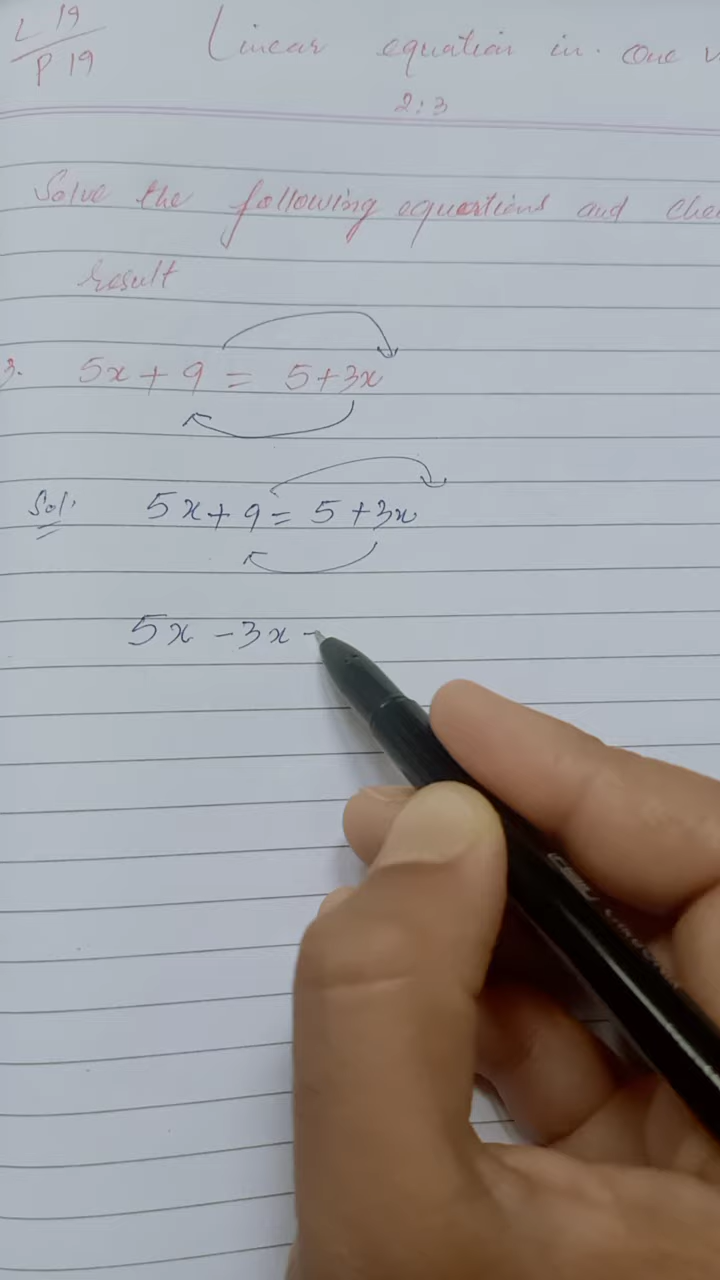 L 19
P 19
Linear equation in one
2:3
Solve the following equations and
result
3. 5x + 9 = 5+3x
Sol: 5x + 9 = 5 + 3x
5x - 3x -